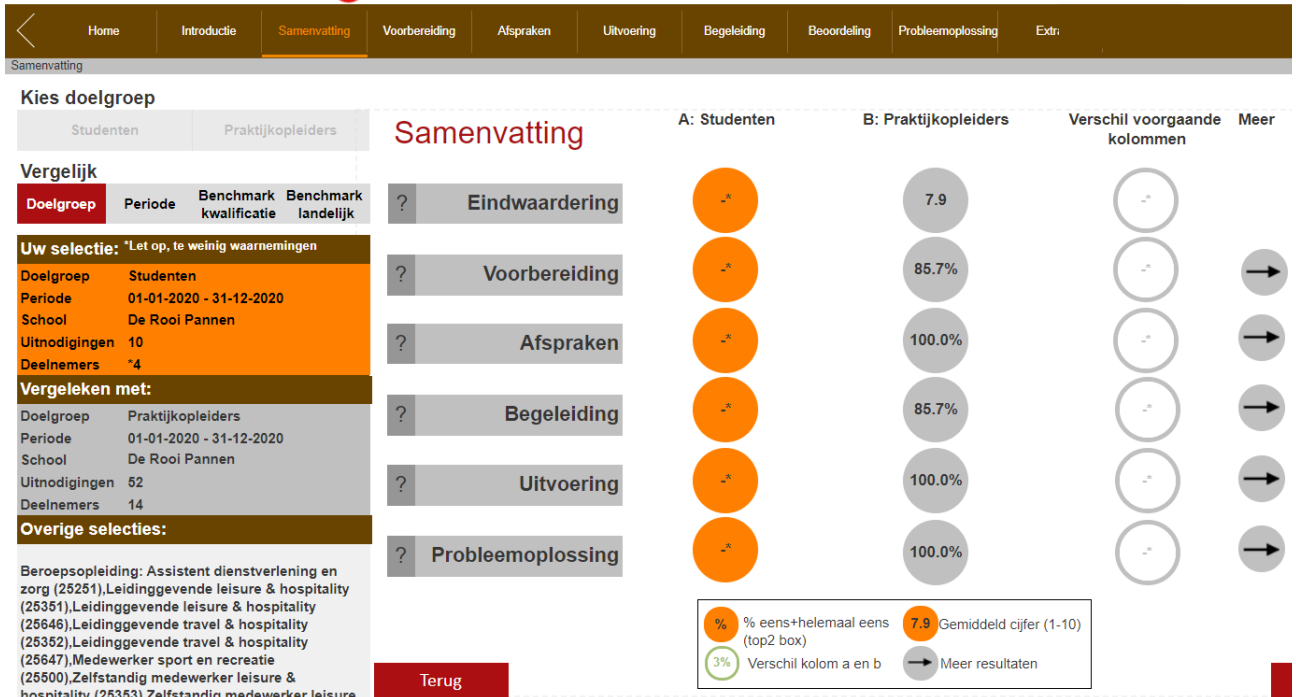 Home Introductie Samenvatting Voorbereiding Afspraken Uitvoering Begeleiding Beoordeling Probleemoplossing Extra
Samenvatting
Kies doelgroep
Studenten Praktijkopleiders
Vergelijk
Doelgroep Periode Benchmark kwalificatie Benchmark landelijk
Uw selectie: *Let op, te weinig waarnemingen
Doelgroep Studenten
Periode 01-01-2020 - 31-12-2020
School De Rooi Pannen
Uitnodigingen 10
Deelnemers *4
Vergeleken met:
Doelgroep Praktijkopleiders
Periode 01-01-2020 - 31-12-2020
School De Rooi Pannen
Uitnodigingen 52
Deelnemers 14
Overige selecties:
Beroepsopleiding: Assistent dienstverlening en
zorg (25251),Leidinggevende leisure & hospitality
(25351),Leidinggevende leisure & hospitality
(25646),Leidinggevende travel & hospitality
(25352),Leidinggevende travel & hospitality
(25647),Medewerker sport en recreatie
(25500),Zelfstandig medewerker leisure &
hospitality (25353),Zelfstandig medewerker leisure
Samenvatting
A: Studenten B: Praktijkopleiders Verschil voorgaande kolommen Meer
? Eindwaardering -* 7.9 -*
? Voorbereiding -* 85.7% -*
? Afspraken -* 100.0% -*
? Begeleiding -* 85.7% -*
? Uitvoering -* 100.0% -*
? Probleemoplossing -* 100.0% -*
% % eens+helemaal eens
(top2 box)
7.9 Gemiddeld cijfer (1-10)
3% Verschil kolom a en b
Meer resultaten
Terug